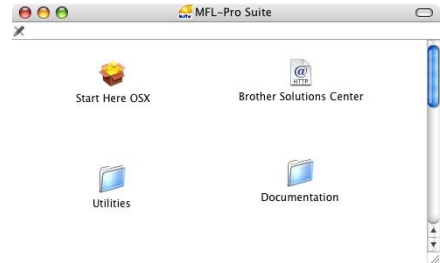 MFL-Pro Suite
HTTP
Start Here OSX
Brother Solutions Center
Utilities
Documentation